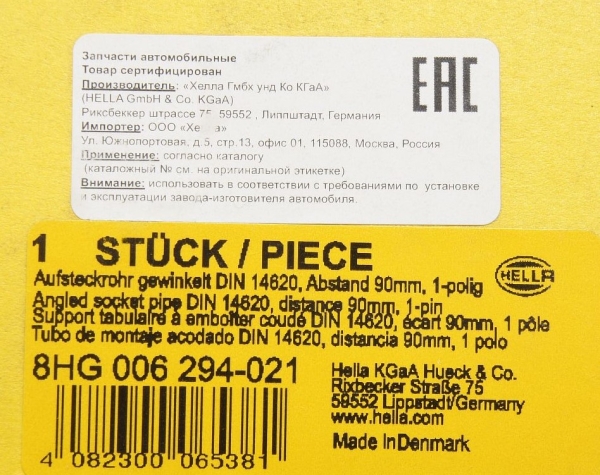 Запчасти автомобильные
Товар сертифицирован
Производитель: «Хелла Гмбх унд Ко КГаА»
(HELLA GmbH & Co. KGaA)
Риксбеккер штрассе 75, 59552 , Липпштадт, Германия
Импортер: ООО «Хелла»
Ул. Южнопортовая, д.5, стр.13, офис 01, 115088, Москва, Россия
Применение: согласно каталогу
(каталожный № см. на оригинальной этикетке)
Внимание: использовать в соответствии с требованиями по установке
и эксплуатации завода-изготовителя автомобиля.
EAC
1 STÜCK / PIECE
HELLA
Aufsteckrohr gewinkelt DIN 14620, Abstand 90mm, 1-polig
Angled socket pipe DIN 14620, distance 90mm, 1-pin
Support tabulaire à emboîter coudé DIN 14620, écart 90mm, 1 pôle
Tubo de montaje acodado DIN 14620, distancia 90mm, 1 polo
8HG 006 294-021
Hella KGaA Hueck & Co.
Rixbecker Straße 75
59552 Lippstadt/Germany
www.hella.com
Made In Denmark
4 082300 065381